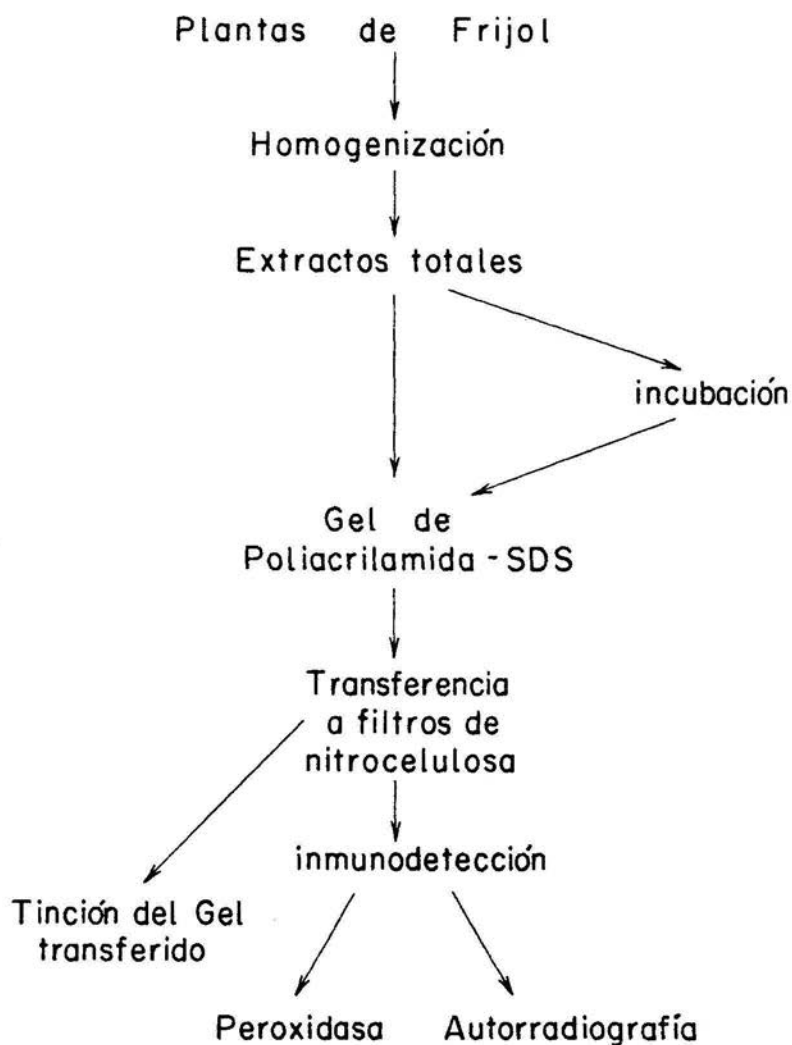 Plantas de Frijol
Homogenización
Extractos totales
incubación
Gel de
Poliacrilamida - SDS
Transferencia
a filtros de
nitrocelulosa
inmunodetección
Tinción del Gel
transferido
Peroxidasa Autorradiografía